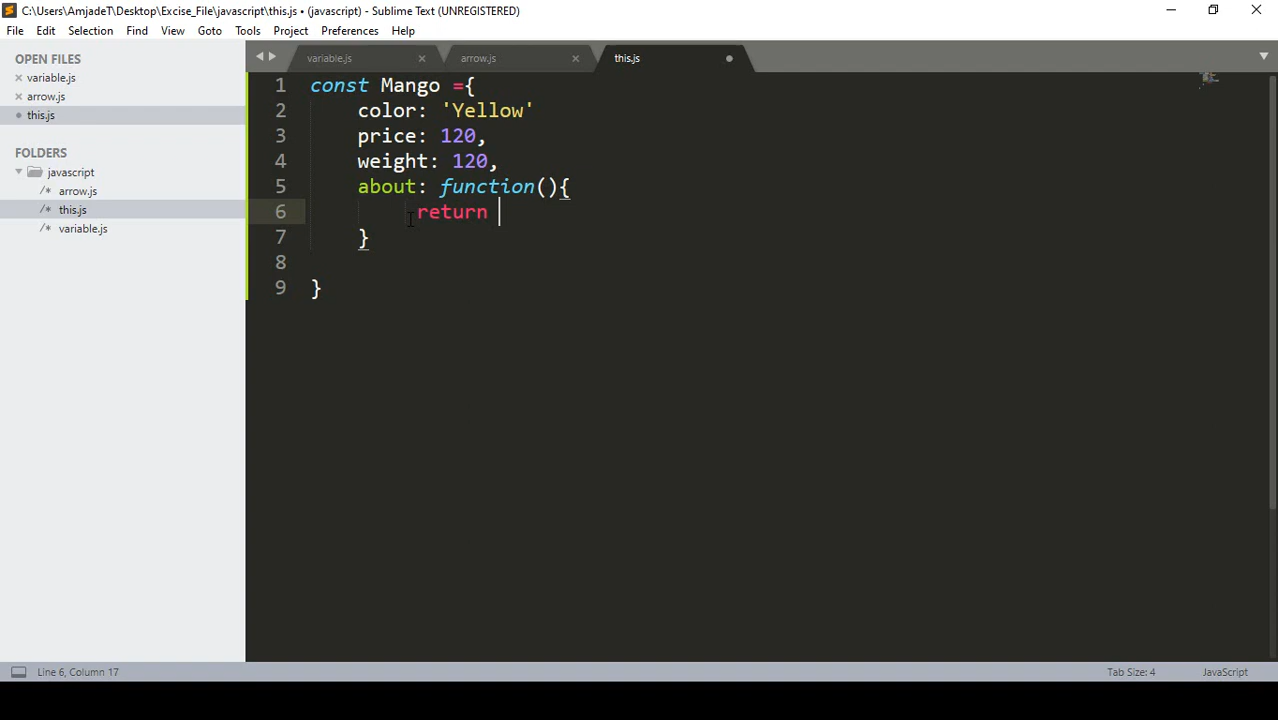 C:\Users\AmjadeT\Desktop\Excise_File\javascript\this.js • (javascript) - Sublime Text (UNREGISTERED)
File Edit Selection Find View Goto Tools Project Preferences Help
OPEN FILES
variable.js
arrow.js
this.js
FOLDERS
javascript
/* arrow.js
/* this.js
/* variable.js
variable.js arrow.js this.js
1 const Mango ={
2 color: 'Yellow'
3 price: 120,
4 weight: 120,
5 about: function(){
6 return
7 }
8
9 }
Line 6, Column 17
Tab Size: 4
JavaScript